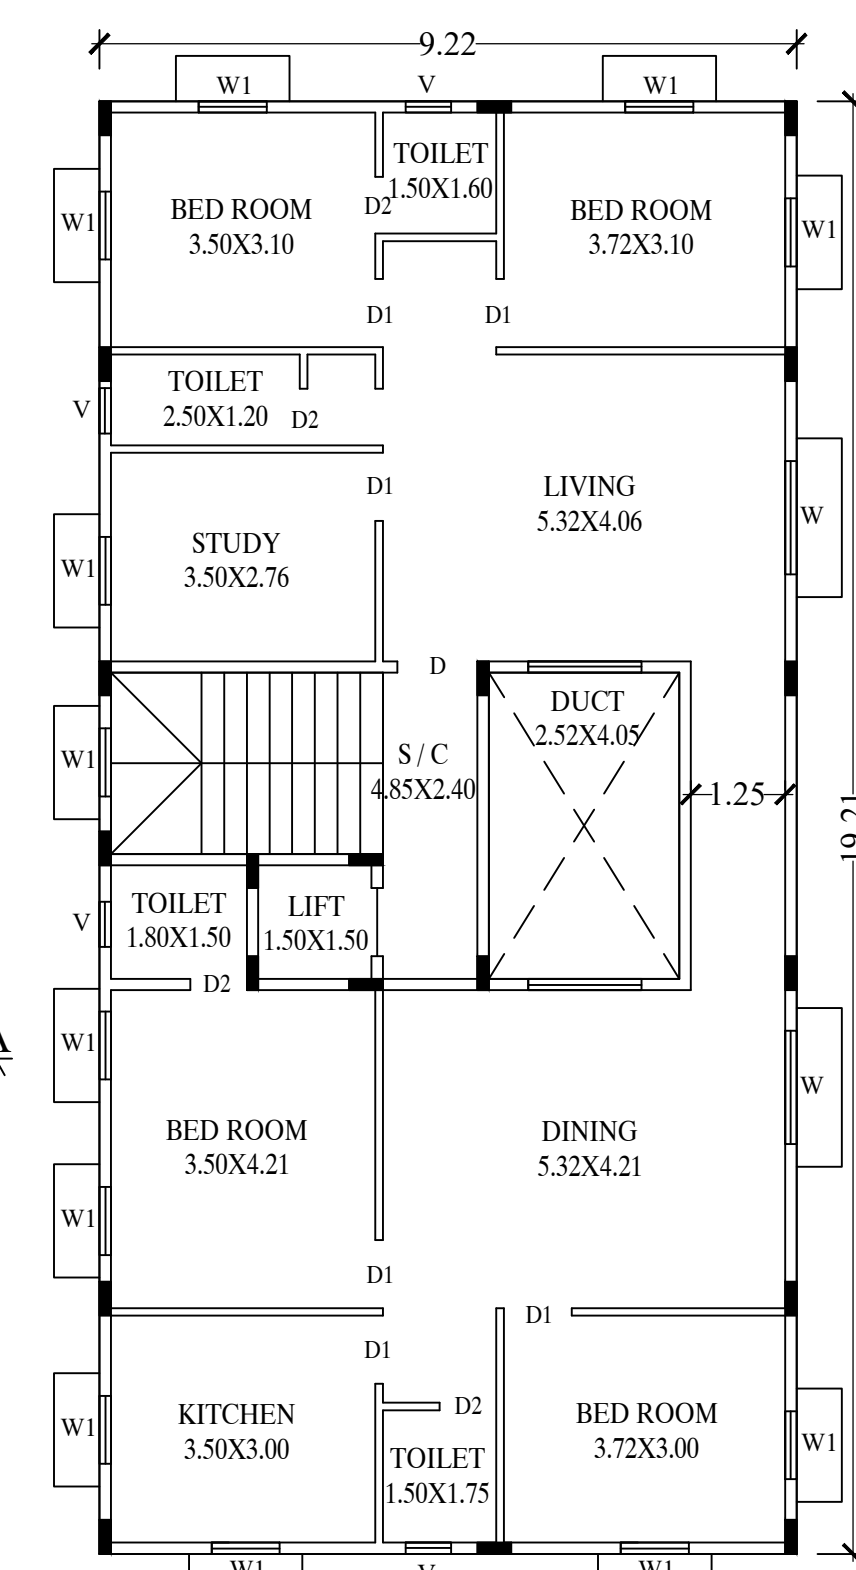 9.22
W1
V
W1
TOILET
1.50X1.60
BED ROOM
3.50X3.10
D2
BED ROOM
3.72X3.10
W1
W1
D1
D1
TOILET
2.50X1.20
V
D2
D1
LIVING
5.32X4.06
W
STUDY
3.50X2.76
W1
D
DUCT
2.52X4.05
S / C
4.85X2.40
W1
1.25
19.21
TOILET
1.80X1.50
LIFT
1.50X1.50
V
D2
A
W1
W
BED ROOM
3.50X4.21
DINING
5.32X4.21
W1
D1
D1
D1
KITCHEN
3.50X3.00
D2
BED ROOM
3.72X3.00
W1
W1
TOILET
1.50X1.75
W1
V
W1